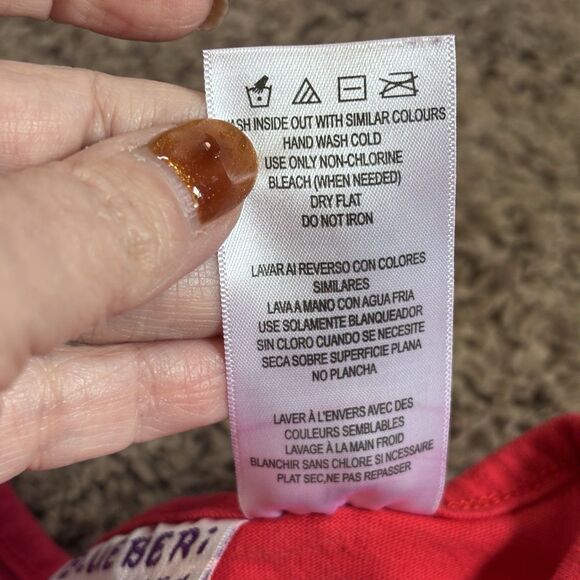 INSIDE OUT WITH SIMILAR COLOURS
HAND WASH COLD
USE ONLY NON-CHLORINE
BLEACH (WHEN NEEDED)
DRY FLAT
DO NOT IRON
LAVAR AI REVERSO CON COLORES
SIMILARES
LAVA A MANO CON AGUA FRIA
USE SOLAMENTE BLANQUEADOR
SIN CLORO CUANDO SE NECESITE
SECA SOBRE SUPERFICIE PLANA
NO PLANCHA
LAVER À L'ENVERS AVEC DES
COULEURS SEMBLABLES
LAVAGE À LA MAIN FROID
BLANCHIR SANS CHLORE SI NECESSAIRE
PLAT SEC,NE PAS REPASSER